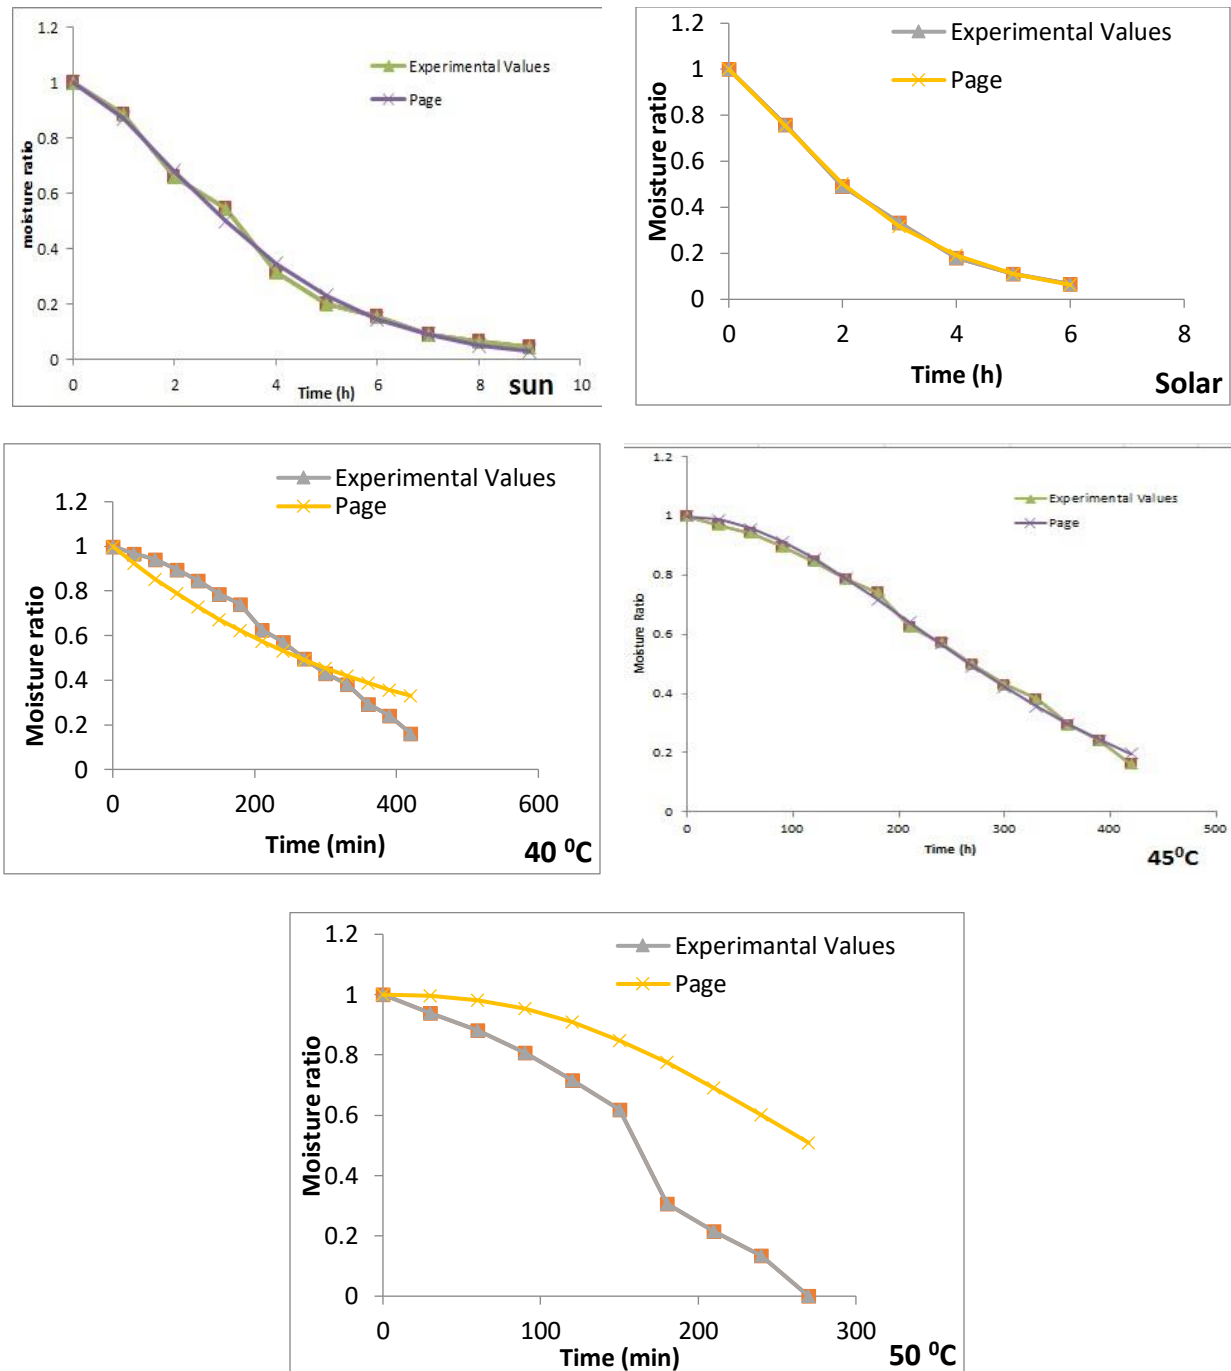 1.2
1
0.8
0.6
0.4
0.2
0
moisture ratio
Experimental Values
Page
0 2 4 6 8 10
Time (h)
sun
1.2
1
0.8
0.6
0.4
0.2
0
Moisture ratio
Experimental Values
Page
0 2 4 6 8
Time (h)
Solar
1.2
1
0.8
0.6
0.4
0.2
0
Moisture ratio
Experimental Values
Page
0 200 400 600
Time (min)
40 ⁰C
1.2
1
0.8
0.6
0.4
0.2
0
Moisture Ratio
Experimental Values
Page
0 100 200 300 400 500
Time (h)
45⁰C
1.2
1
0.8
0.6
0.4
0.2
0
Moisture ratio
Experimantal Values
Page
0 100 200 300
Time (min)
50 ⁰C